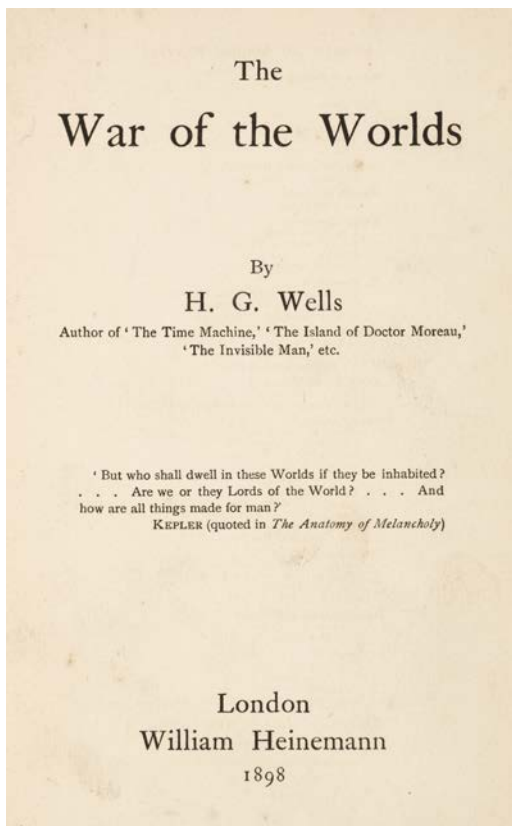 The
War of the Worlds
By
H. G. Wells
Author of ‘ The Time Machine,’ ‘ The Island of Doctor Moreau,’
‘ The Invisible Man,’ etc.
‘ But who shall dwell in these Worlds if they be inhabited ?
. . . Are we or they Lords of the World ? . . . And
how are all things made for man ?’
KEPLER (quoted in The Anatomy of Melancholy)
London
William Heinemann
1898